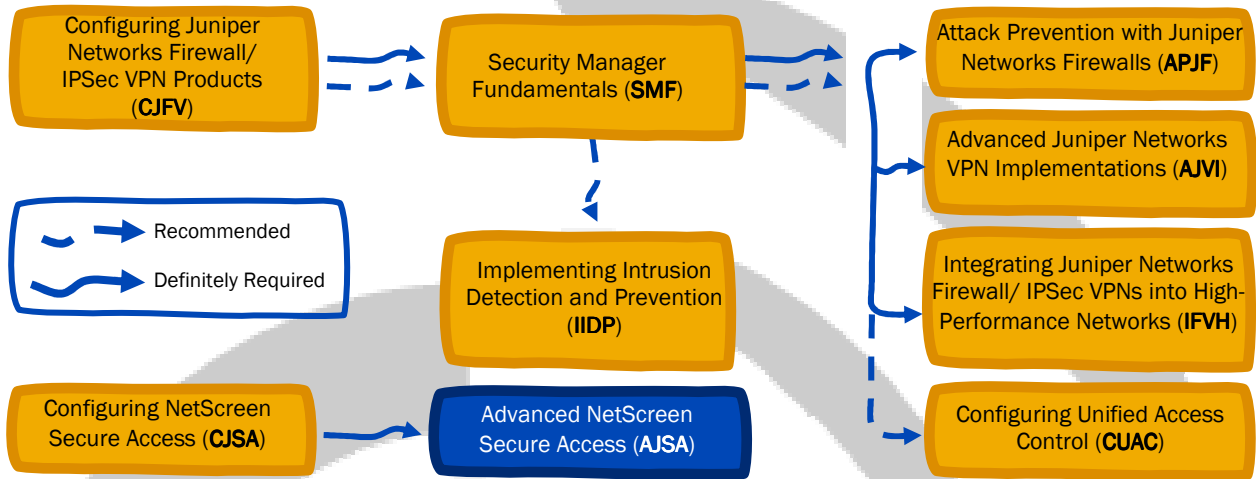 Configuring Juniper
Networks Firewall/
IPSec VPN Products
(CJFV)
Security Manager
Fundamentals (SMF)
Attack Prevention with Juniper
Networks Firewalls (APJF)
Advanced Juniper Networks
VPN Implementations (AJVI)
Recommended
Definitely Required
Implementing Intrusion
Detection and Prevention
(IIDP)
Integrating Juniper Networks
Firewall/ IPSec VPNs into High-
Performance Networks (IFVH)
Configuring NetScreen
Secure Access (CJSA)
Advanced NetScreen
Secure Access (AJSA)
Configuring Unified Access
Control (CUAC)